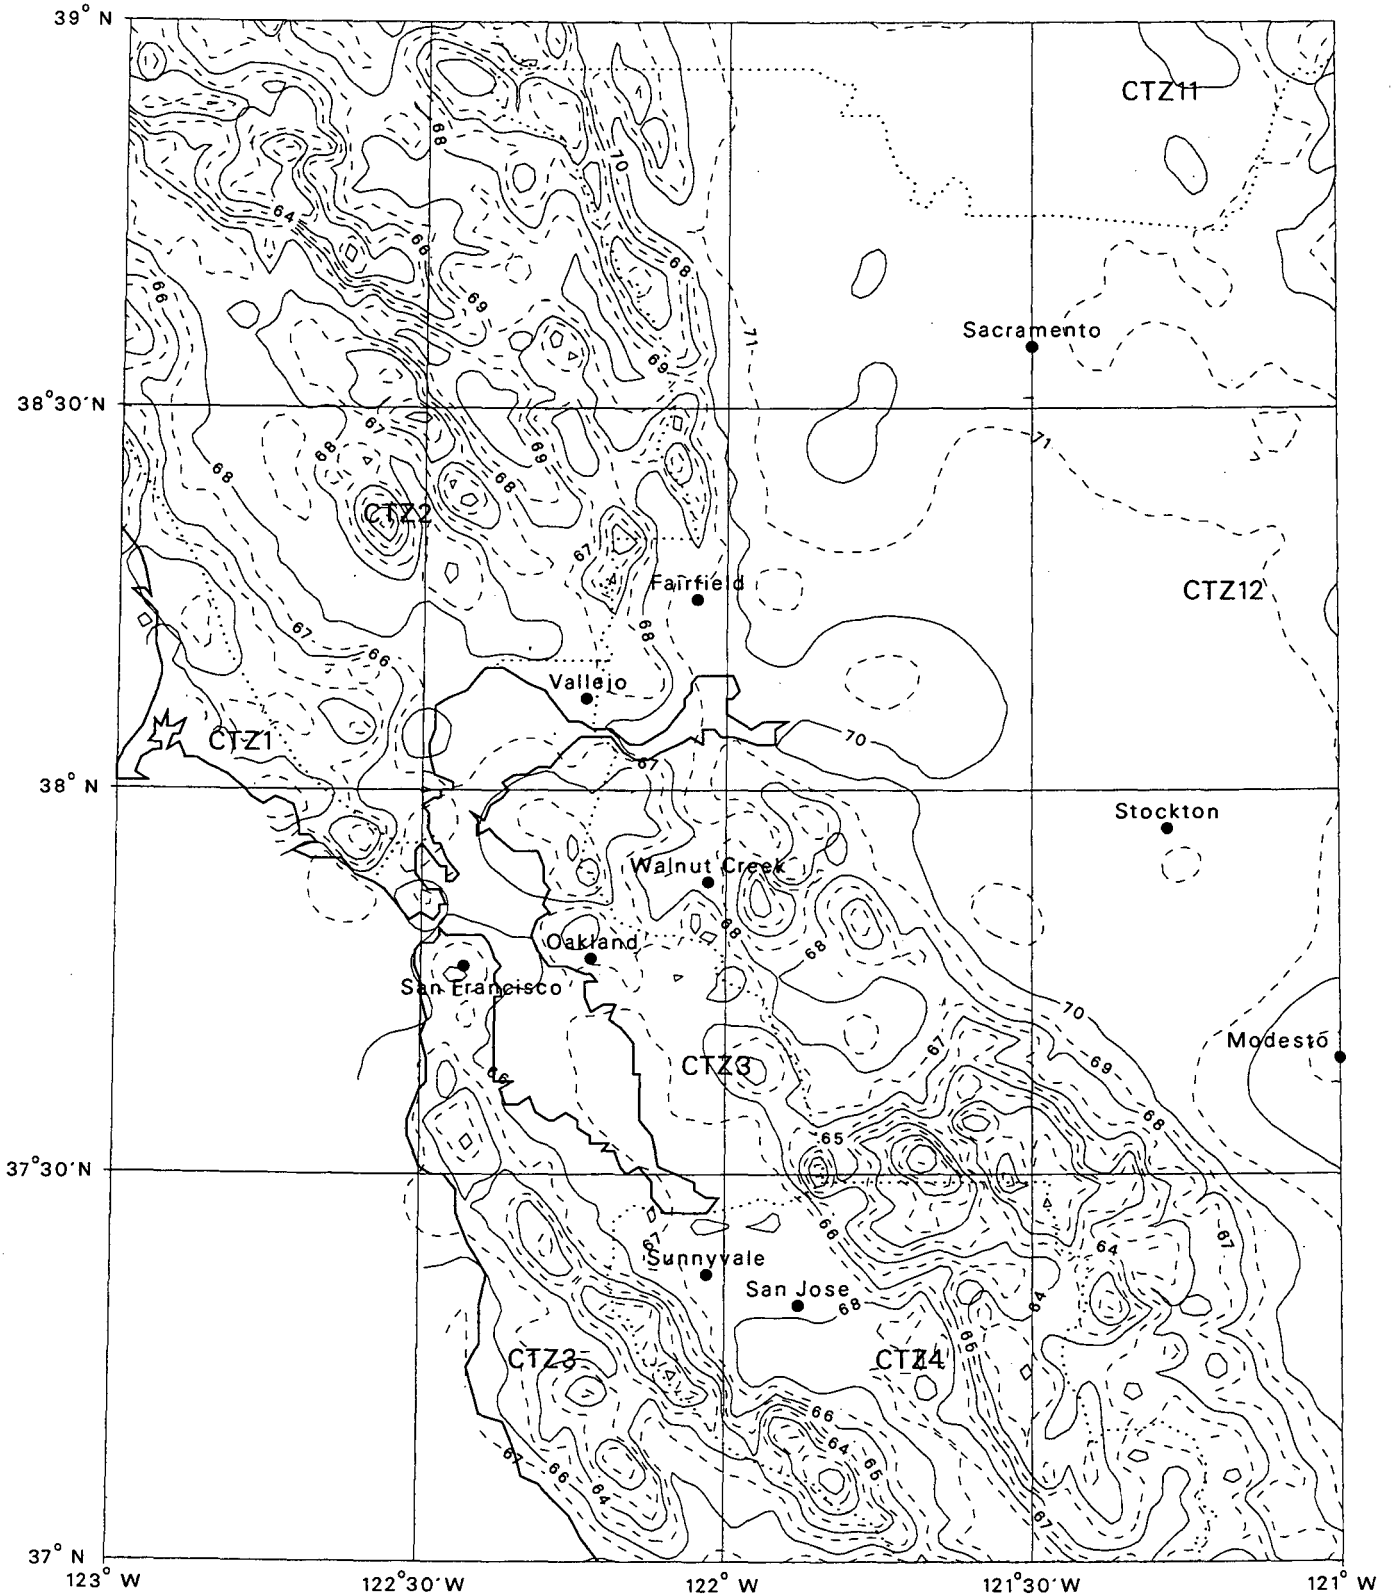 39° N
CTZ11
68
70
64
66
68
66
69
71
Sacramento
69
38°30′N
67
71
68
69
68
68
CTZ2
67
Fairfield
CTZ12
68
67
66
Vallejo
CTZ1
70
67
38° N
Stockton
Walnut Creek
68
68
Oakland
San Francisco
70
67
Modesto
CTZ3
69
66
68
65
37°30′N
66
67
67
64
Sunnyvale
San Jose
68
64
65
CTZ3
CTZ4
66
64
67
66
65
64
67
37° N
123° W
122°30′ W
122° W
121°30′ W
121° W